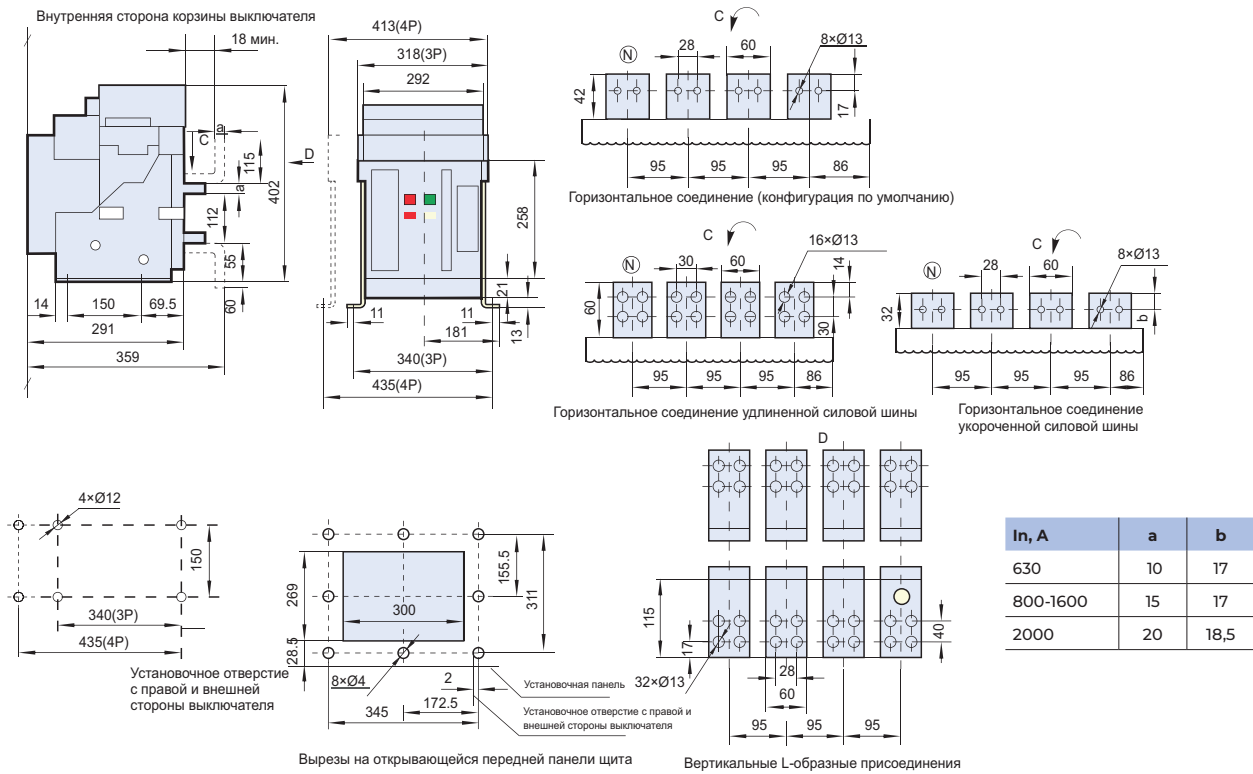 Внутренняя сторона корзины выключателя
18 мин.
C
a
115
a
402
D
112
55
60
14
150
69.5
291
359
413(4P)
318(3P)
292
258
21
11
11
13
181
340(3P)
435(4P)
C
N
28
60
8×Ø13
42
17
95
95
95
86
Горизонтальное соединение (конфигурация по умолчанию)
C
16×Ø13
N
30
60
14
60
30
95
95
95
86
Горизонтальное соединение удлиненной силовой шины
C
N
28
60
8×Ø13
32
b
95
95
95
86
Горизонтальное соединение
укороченной силовой шины
4×Ø12
150
340(3P)
435(4P)
Установочное отверстие
с правой и внешней
стороны выключателя
269
300
155.5
311
28.5
8×Ø4
2
172.5
345
Установочная панель
Установочное отверстие с правой и
внешней стороны выключателя
Вырезы на открывающейся передней панели щита
D
115
17
40
32×Ø13
28
60
95
95
95
Вертикальные L-образные присоединения
In, A a b
630 10 17
800-1600 15 17
2000 20 18,5